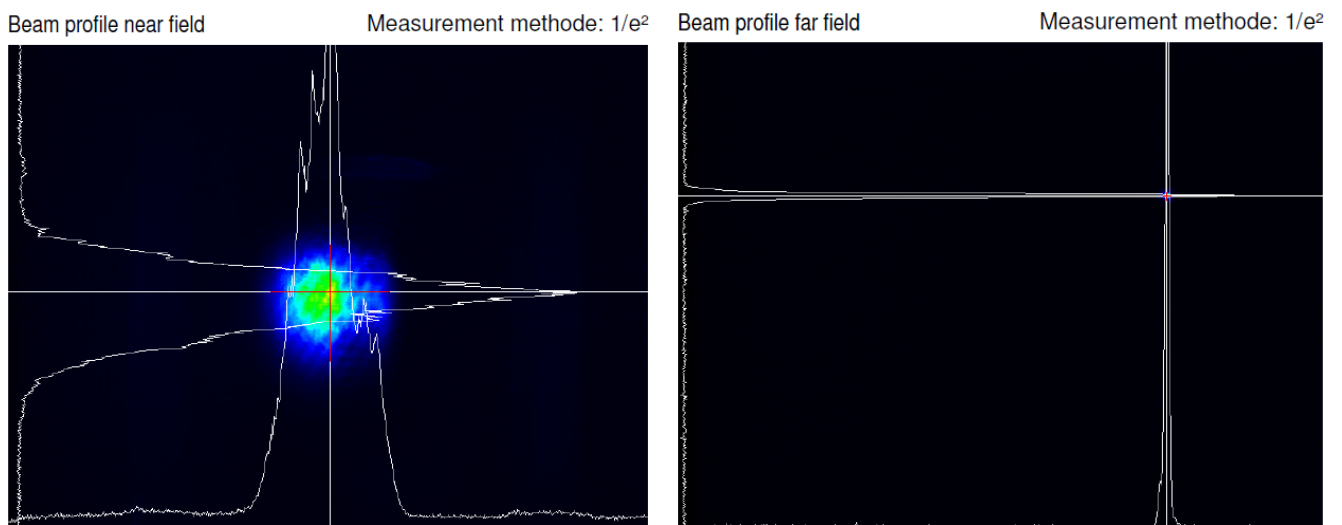 Beam profile near field
Measurement methode: 1/e²
Beam profile far field
Measurement methode: 1/e²